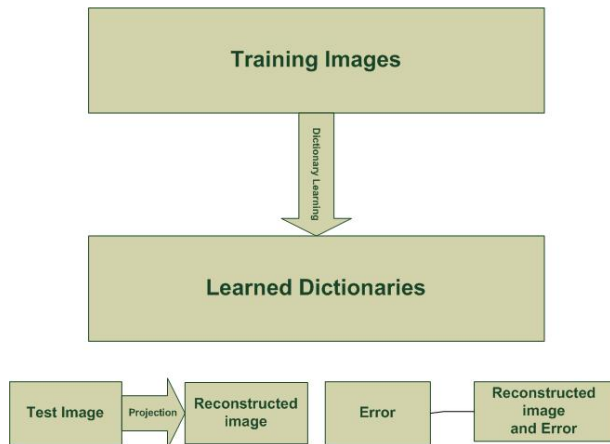 Training Images
Dictionary Learning
Learned Dictionaries
Test Image
Projection
Reconstructed
image
Error
Reconstructed
image
and Error